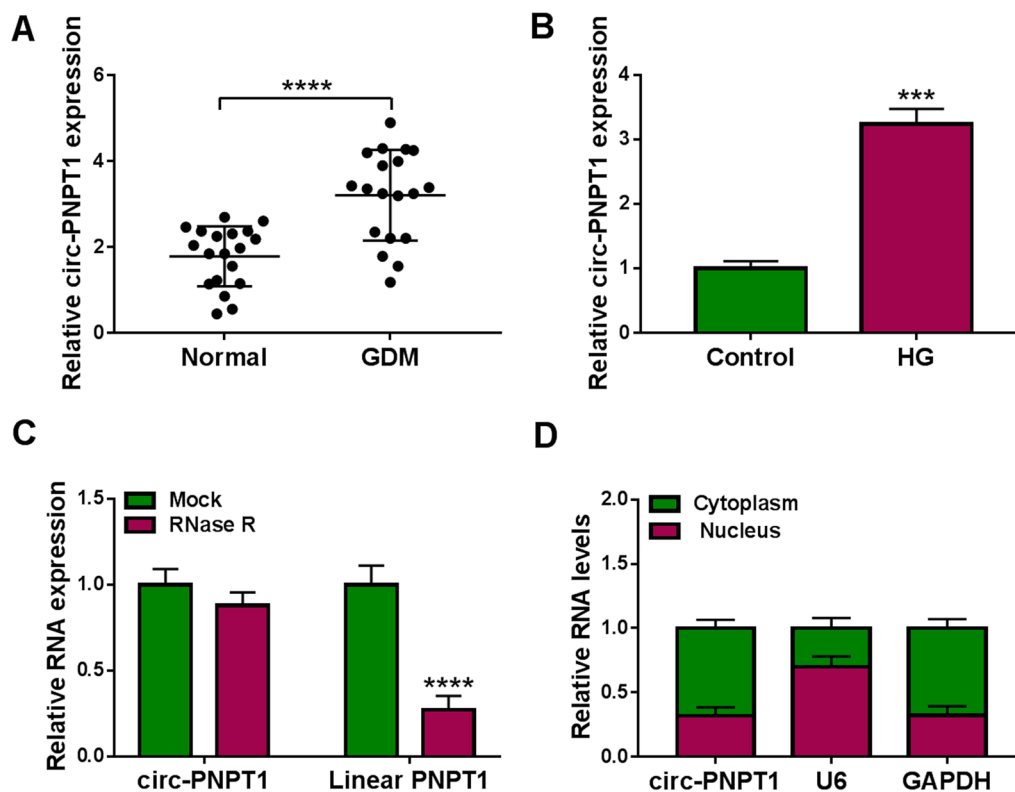 A
Relative circ-PNPT1 expression
6
4
2
0
****
Normal
GDM
B
Relative circ-PNPT1 expression
4
3
2
1
0
***
Control
HG
C
Relative RNA expression
1.5
1.0
0.5
0.0
Mock
RNase R
****
circ-PNPT1
Linear PNPT1
D
Relative RNA levels
2.0
1.5
1.0
0.5
0.0
Cytoplasm
Nucleus
circ-PNPT1
U6
GAPDH